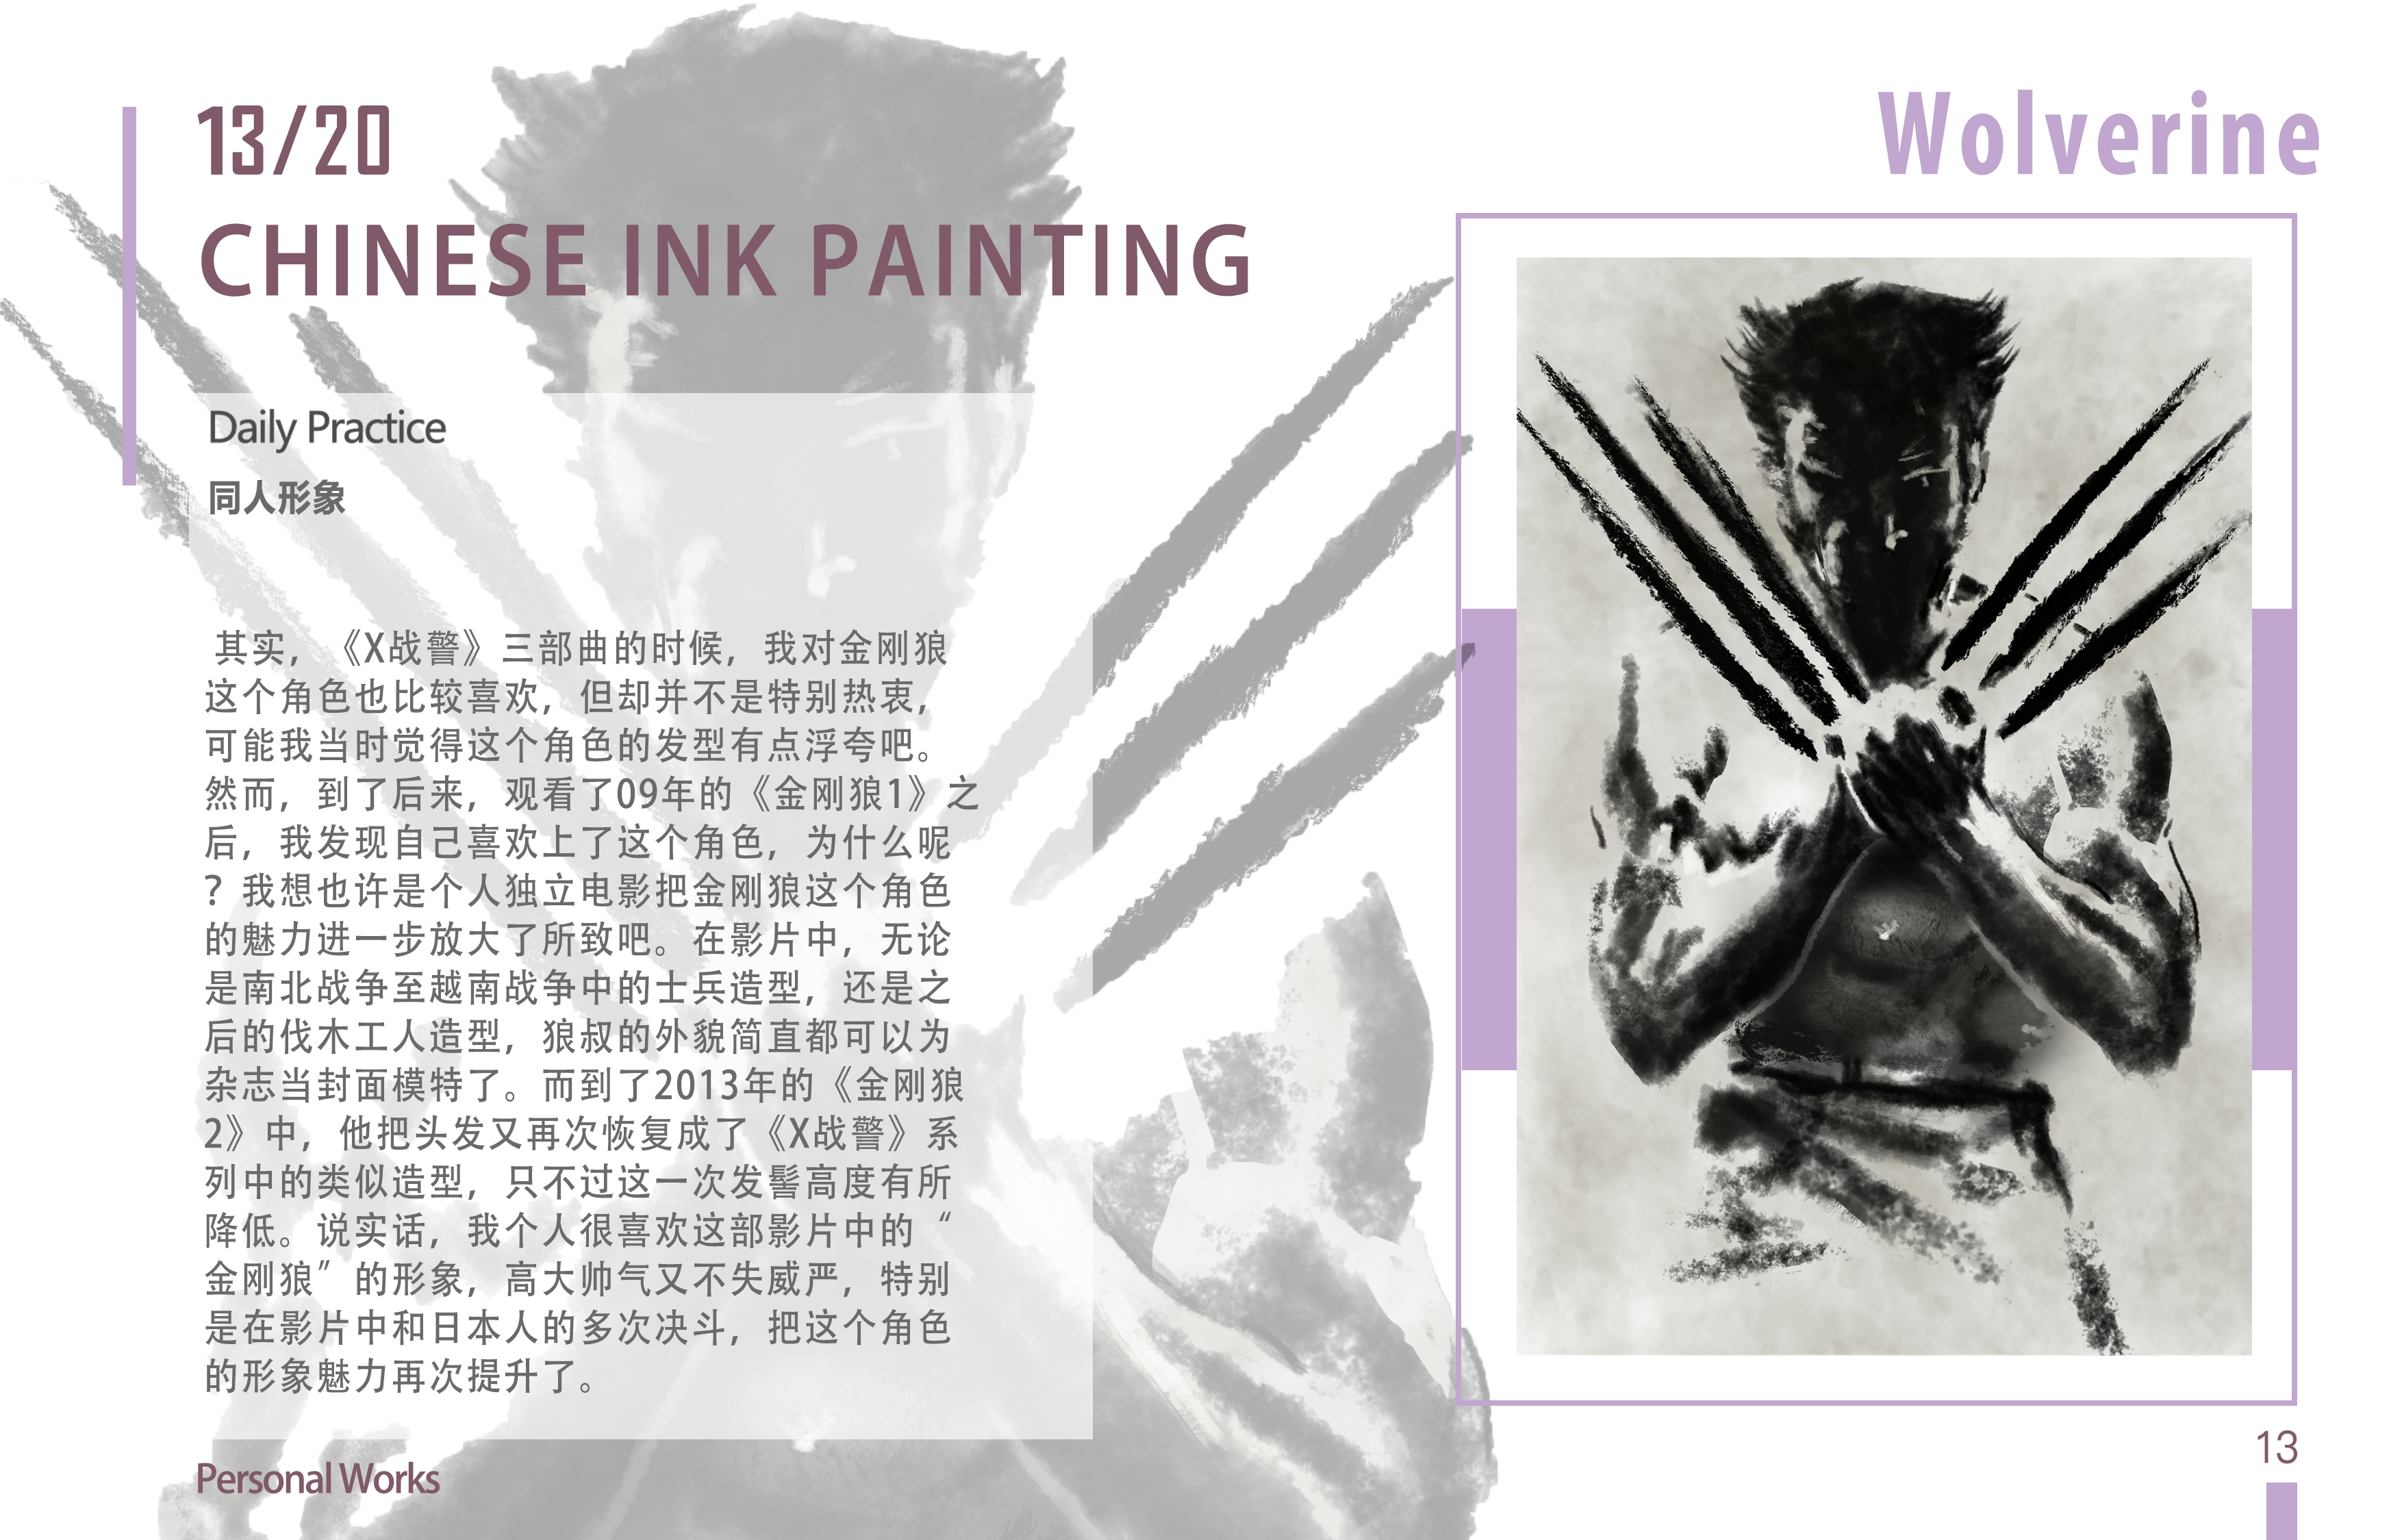 13/20
Wolverine
CHINESE INK PAINTING
Daily Practice
同人形象
其实，《X战警》三部曲的时候，我对金刚狼
这个角色也比较喜欢，但却并不是特别热衷，
可能我当时觉得这个角色的发型有点浮夸吧。
然而，到了后来，观看了09年的《金刚狼1》之
后，我发现自己喜欢上了这个角色，为什么呢
？我想也许是个人独立电影把金刚狼这个角色
的魅力进一步放大了所致吧。在影片中，无论
是南北战争至越南战争中的士兵造型，还是之
后的伐木工人造型，狼叔的外貌简直都可以为
杂志当封面模特了。而到了2013年的《金刚狼
2》中，他把头发又再次恢复成了《X战警》系
列中的类似造型，只不过这一次发髻高度有所
降低。说实话，我个人很喜欢这部影片中的“
金刚狼”的形象，高大帅气又不失威严，特别
是在影片中和日本人的多次决斗，把这个角色
的形象魅力再次提升了。
Personal Works
13